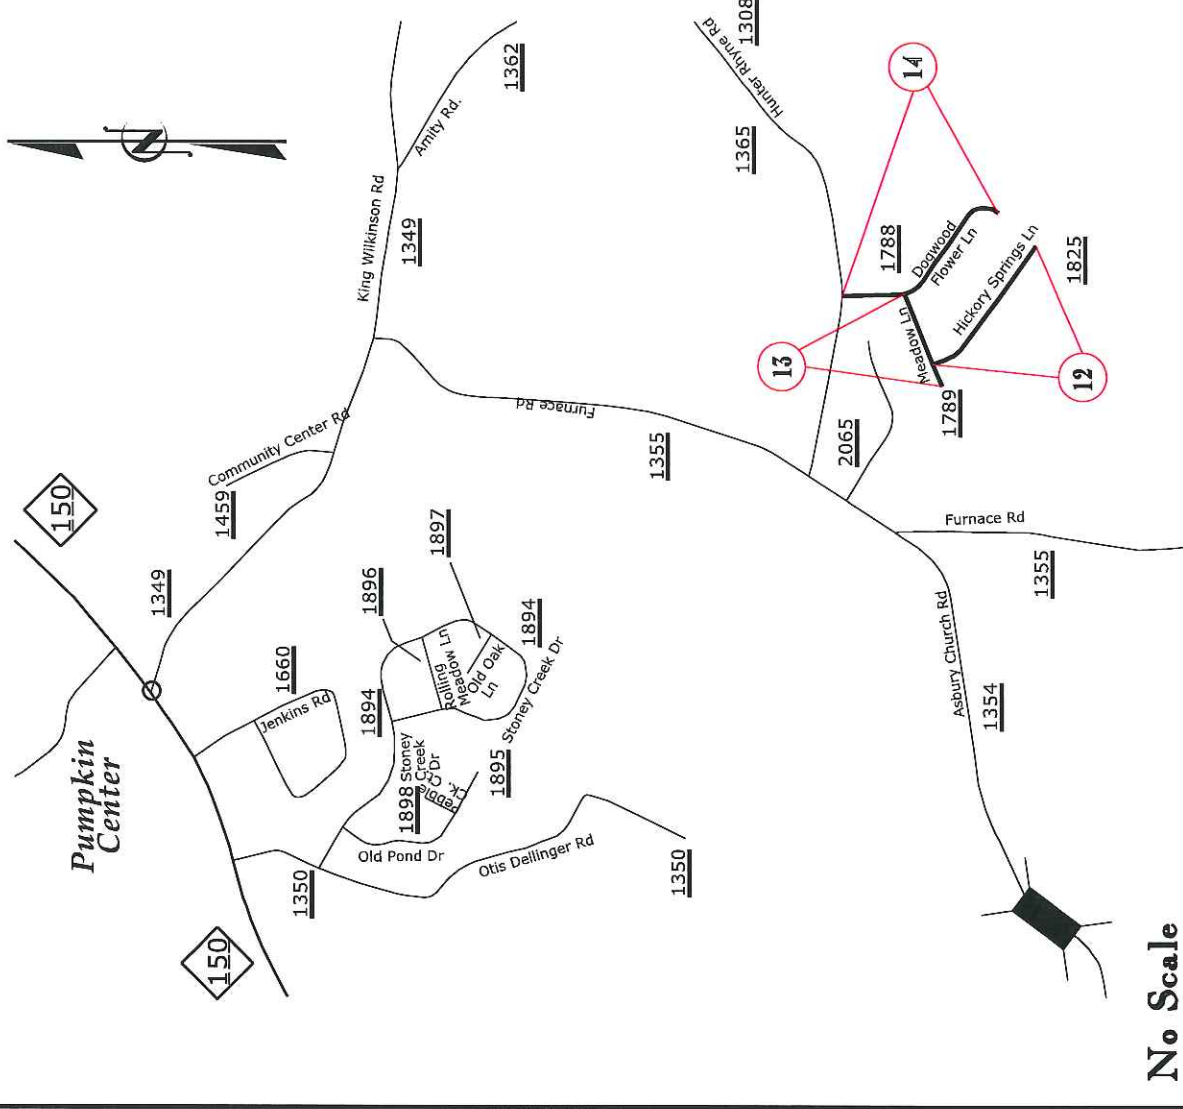 150
Pumpkin
Center
150
1349
1459
Community Center Rd
King Wilkinson Rd
1349
Amity Rd.
1362
Hunter Rhyne Rd
1308
1365
14
1788
Dogwood
Flower Ln
Hickory Springs Ln
1825
Meadow Ln
13
12
1789
2065
Furnace Rd
1355
Furnace Rd
1355
Asbury Church Rd
1354
1660
Jenkins Rd
1896
1897
1894
Rolling
Meadow Ln
Old Oak
Ln
1894
Stoney Creek Dr
Stoney
Creek
Dr
1895
1898
Pebble
Ck. Ct.
Old Pond Dr
1350
Otis Dellinger Rd
1350
No Scale
N